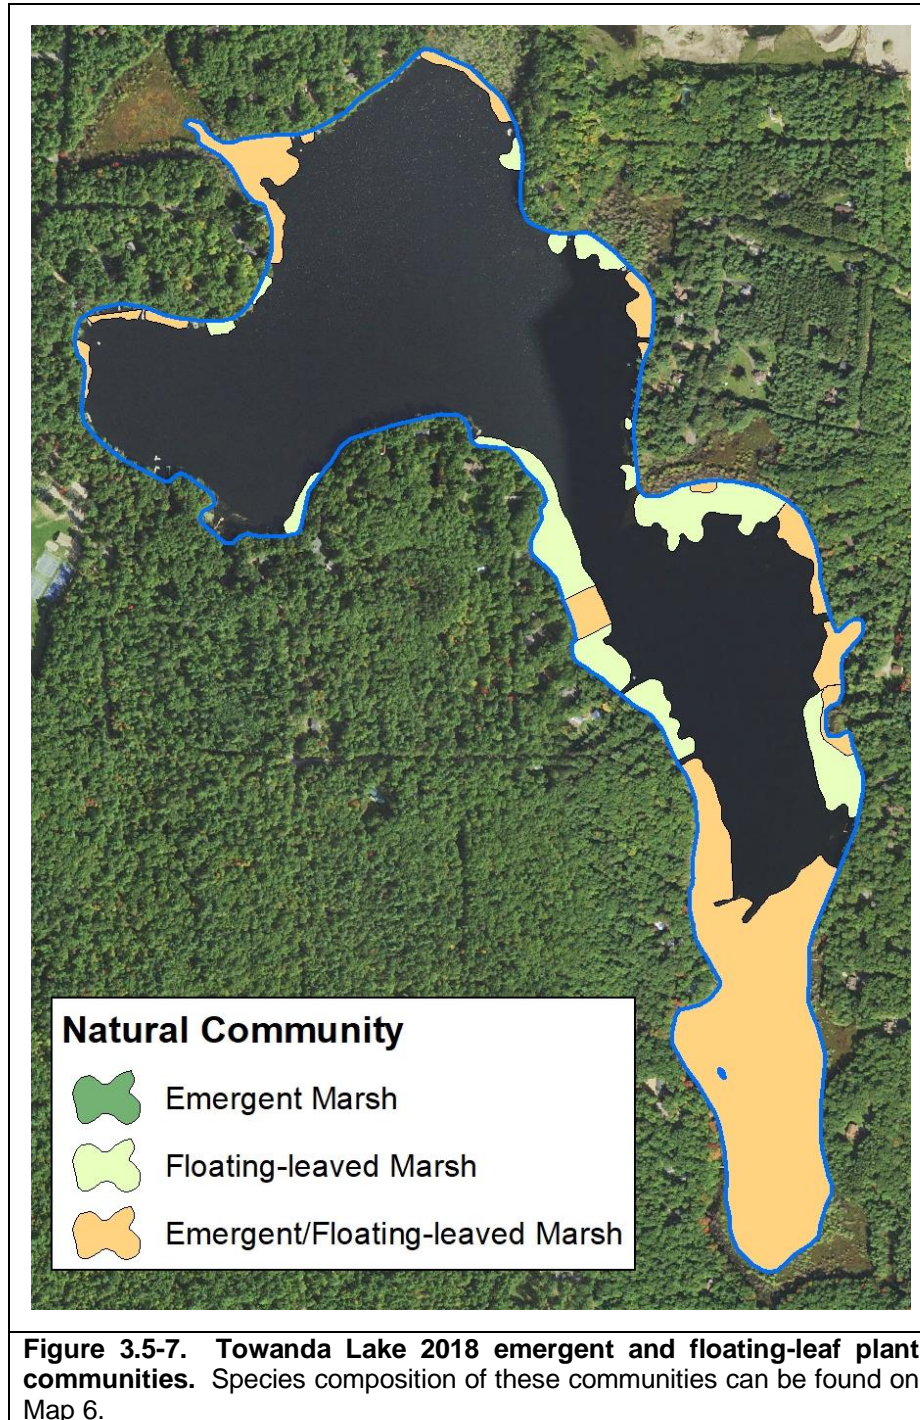 Natural Community
Emergent Marsh
Floating-leaved Marsh
Emergent/Floating-leaved Marsh
Figure 3.5-7. Towanda Lake 2018 emergent and floating-leaf plant
communities. Species composition of these communities can be found on
Map 6.